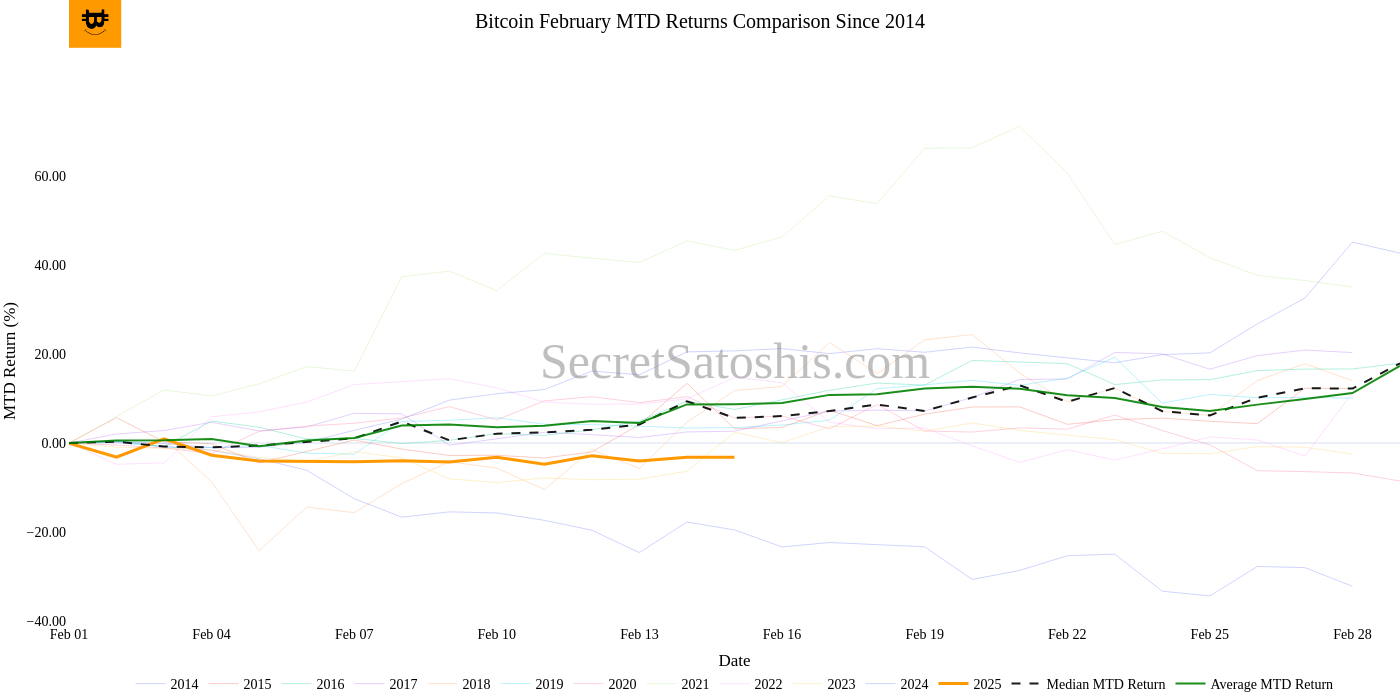 Bitcoin February MTD Returns Comparison Since 2014
60.00
40.00
20.00
0.00
−20.00
−40.00
MTD Return (%)
SecretSatoshis.com
Feb 01 Feb 04 Feb 07 Feb 10 Feb 13 Feb 16 Feb 19 Feb 22 Feb 25 Feb 28
Date
2014 2015 2016 2017 2018 2019 2020 2021 2022 2023 2024 2025 Median MTD Return Average MTD Return